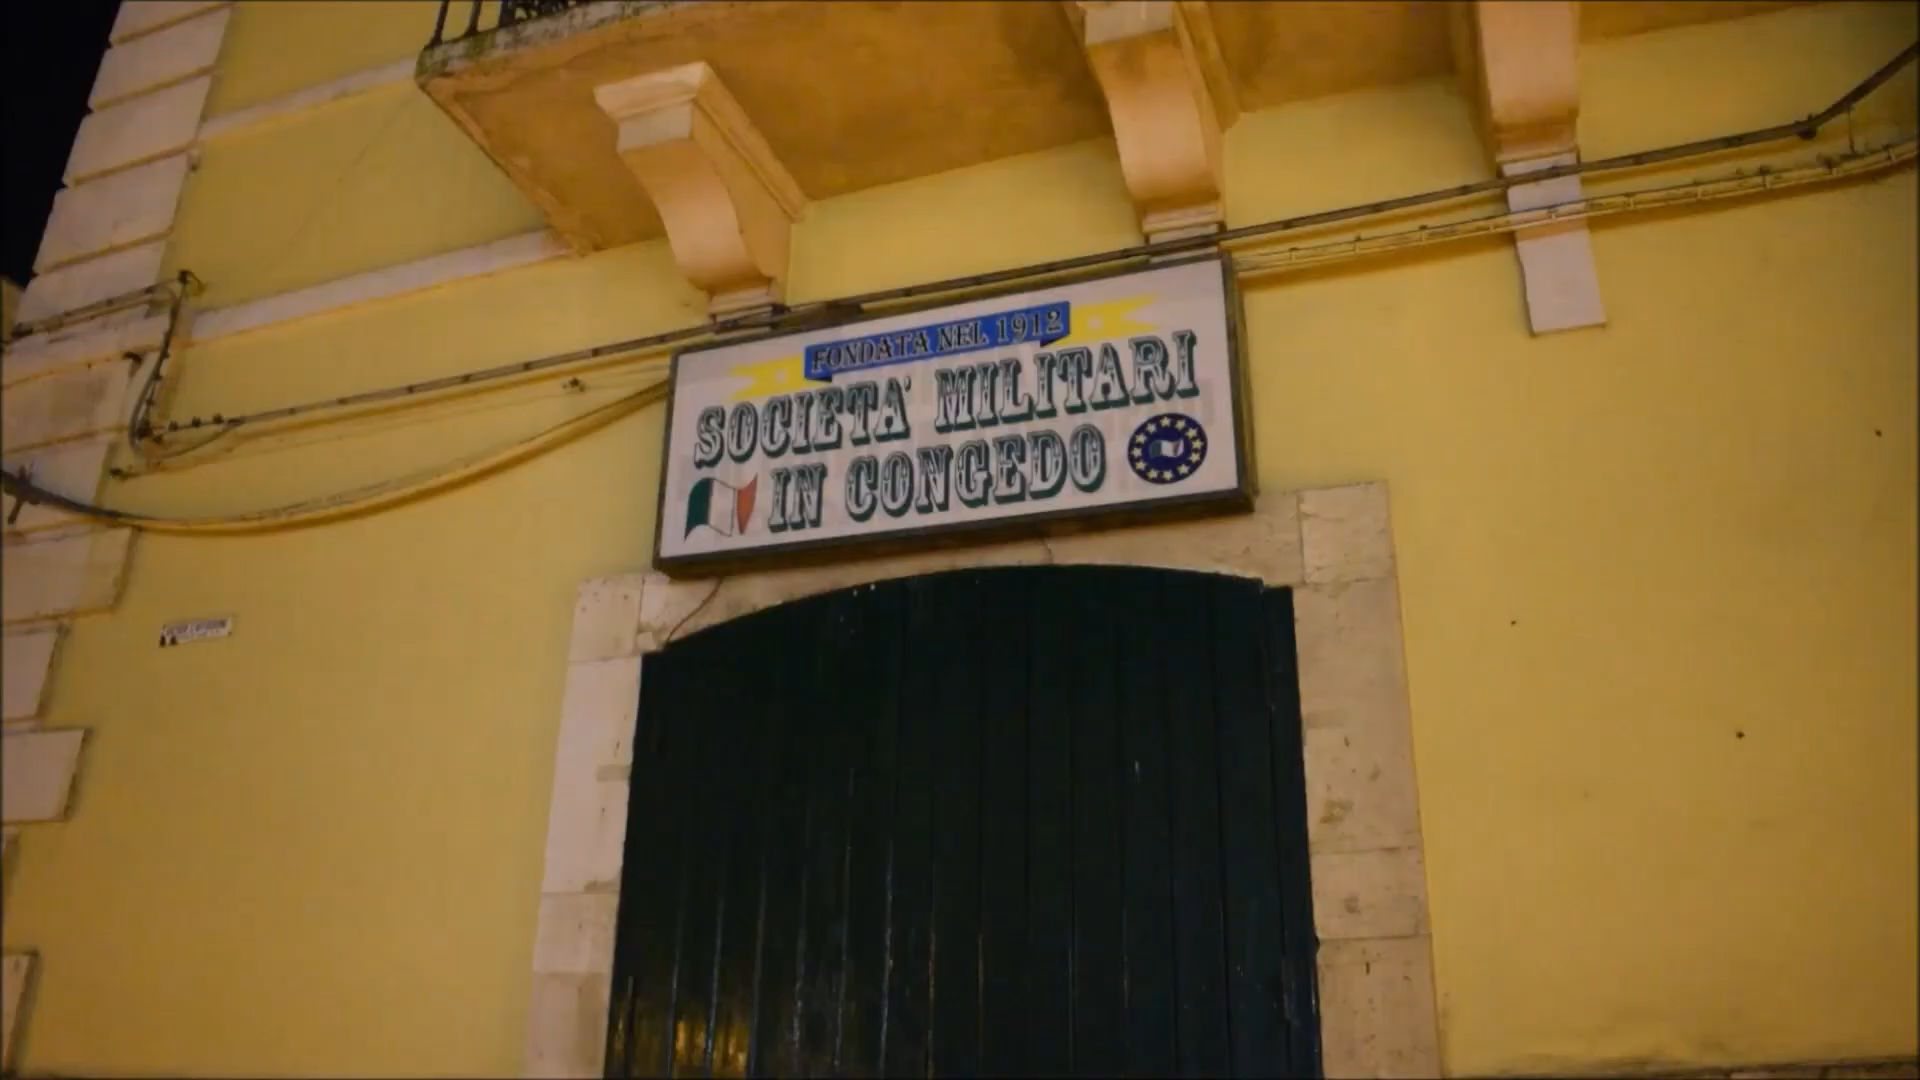 FONDATA NEL 1912
SOCIETA' MILITARI
IN CONGEDO